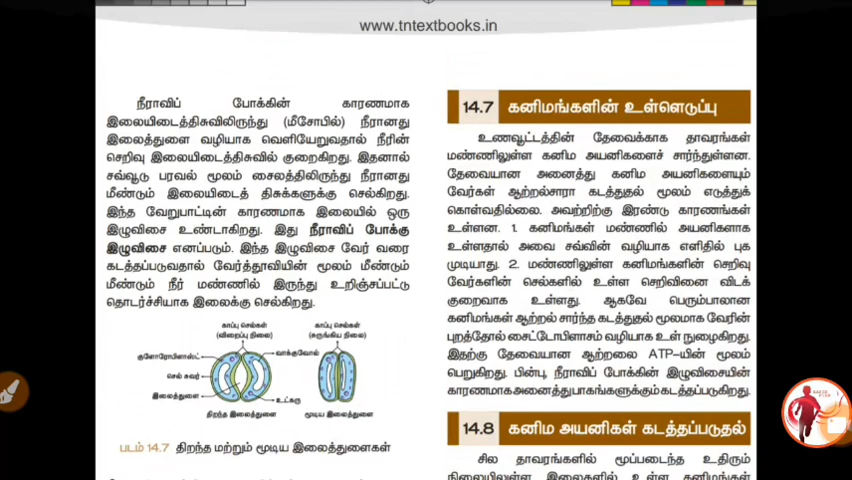 www.tntextbooks.in
நீராவிப் போக்கின் காரணமாக
இலையிடைத்திசுவிலிருந்து (மீசோபில்) நீரானது
இலைத்துளை வழியாக வெளியேறுவதால் நீரின்
செறிவு இலையிடைத்திசுவில் குறைகிறது. இதனால்
சவ்வூடு பரவல் மூலம் சைலத்திலிருந்து நீரானது
மீண்டும் இலையிடைத் திசுக்களுக்கு செல்கிறது.
இந்த வேறுபாட்டின் காரணமாக இலையில் ஒரு
இழுவிசை உண்டாகிறது. இது நீராவிப் போக்கு
இழுவிசை எனப்படும். இந்த இழுவிசை வேர் வரை
கடத்தப்படுவதால் வேர்த்தூவியின் மூலம் மீண்டும்
மீண்டும் நீர் மண்ணில் இருந்து உறிஞ்சப்பட்டு
தொடர்ச்சியாக இலைக்கு செல்கிறது.
காப்பு செல்கள்
(விறைப்பு நிலை)
காப்பு செல்கள்
(சுருங்கிய நிலை)
குளோரோபிளாஸ்ட்
வாக்குவோல்
செல் சுவர்
இலைத்துளை
உட்கரு
திறந்த இலைத்துளை
மூடிய இலைத்துளை
படம் 14.7 திறந்த மற்றும் மூடிய இலைத்துளைகள்
14.7 கனிமங்களின் உள்ளெடுப்பு
உணவூட்டத்தின் தேவைக்காக தாவரங்கள்
மண்ணிலுள்ள கனிம அயனிகளைச் சார்ந்துள்ளன.
தேவையான அனைத்து கனிம அயனிகளையும்
வேர்கள் ஆற்றல்சாரா கடத்துதல் மூலம் எடுத்துக்
கொள்வதில்லை. அவற்றிற்கு இரண்டு காரணங்கள்
உள்ளன. 1. கனிமங்கள் மண்ணில் அயனிகளாக
உள்ளதால் அவை சவ்வின் வழியாக எளிதில் புக
முடியாது. 2. மண்ணிலுள்ள கனிமங்களின் செறிவு
வேர்களின் செல்களில் உள்ள செறிவினை விடக்
குறைவாக உள்ளது. ஆகவே பெரும்பாலான
கனிமங்கள் ஆற்றல் சார்ந்த கடத்துதல் மூலமாக வேரின்
புறத்தோல் சைட்டோபிளாசம் வழியாக உள் நுழைகிறது.
இதற்கு தேவையான ஆற்றலை ATP-யின் மூலம்
பெறுகிறது. பின்பு, நீராவிப் போக்கின் இழுவிசையின்
காரணமாக அனைத்து பாகங்களுக்கும் கடத்தப்படுகிறது.
14.8 கனிம அயனிகள் கடத்தப்படுதல்
சில தாவரங்களில் மூப்படைந்த உதிரும்
நிலையிலுள்ள இலைகளில் உள்ள கனிமங்கள்